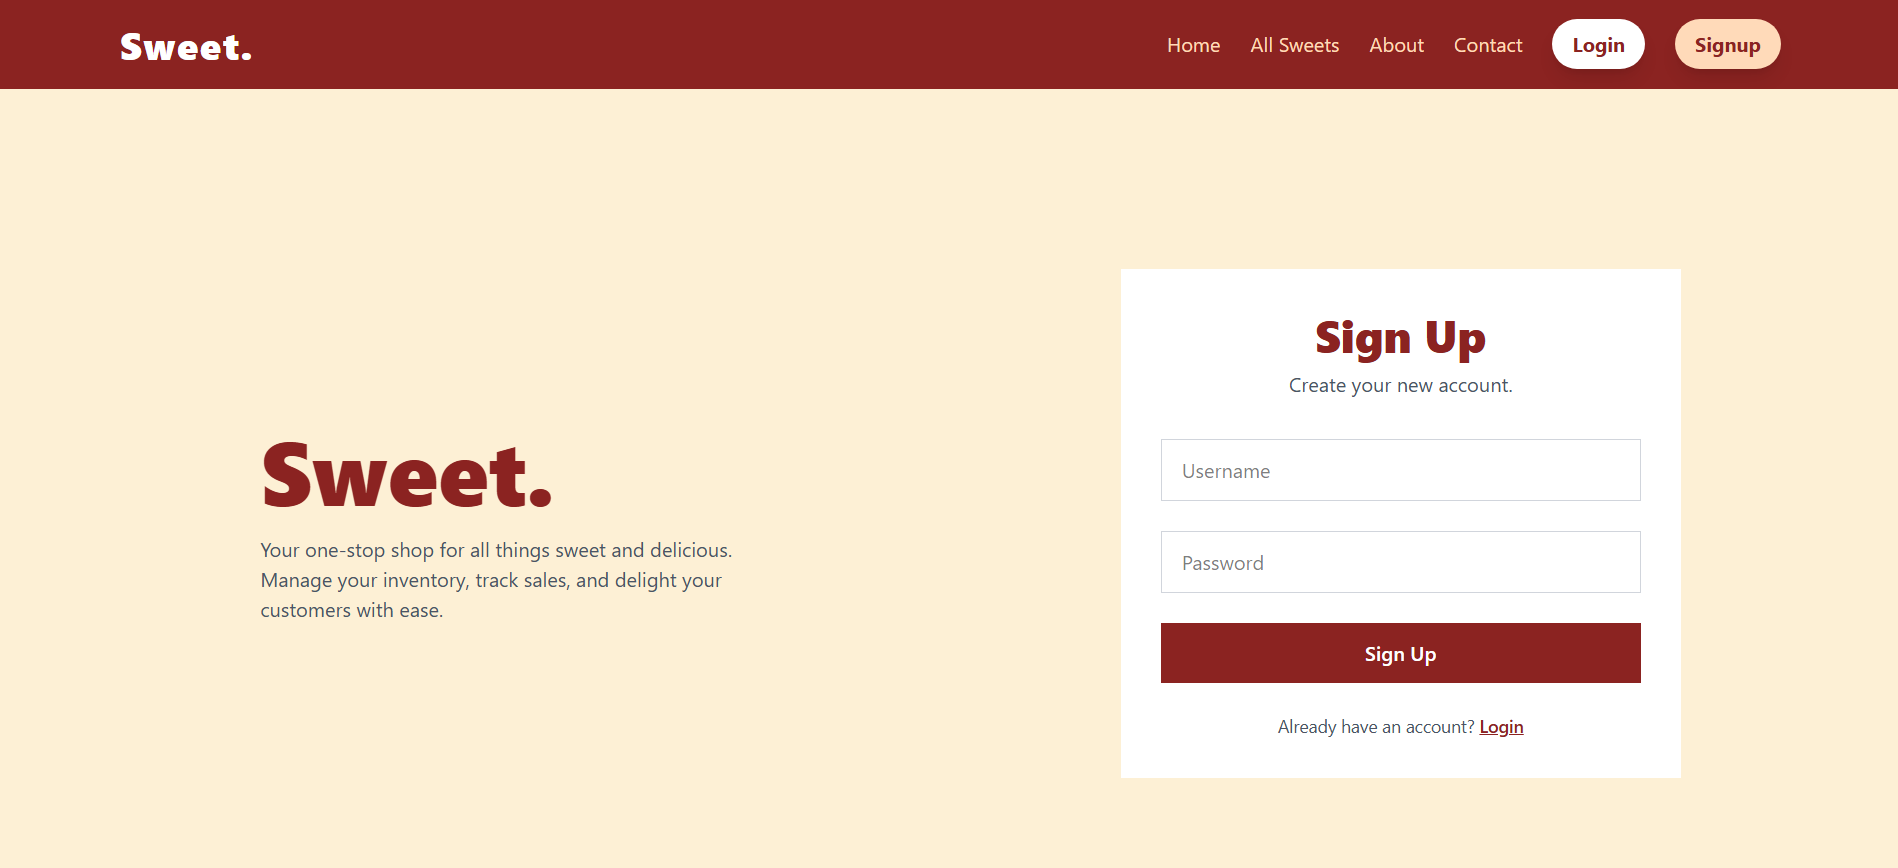 Sweet.
Home All Sweets About Contact Login Signup
Sweet.
Your one-stop shop for all things sweet and delicious.
Manage your inventory, track sales, and delight your
customers with ease.
Sign Up
Create your new account.
Username
Password
Sign Up
Already have an account? Login